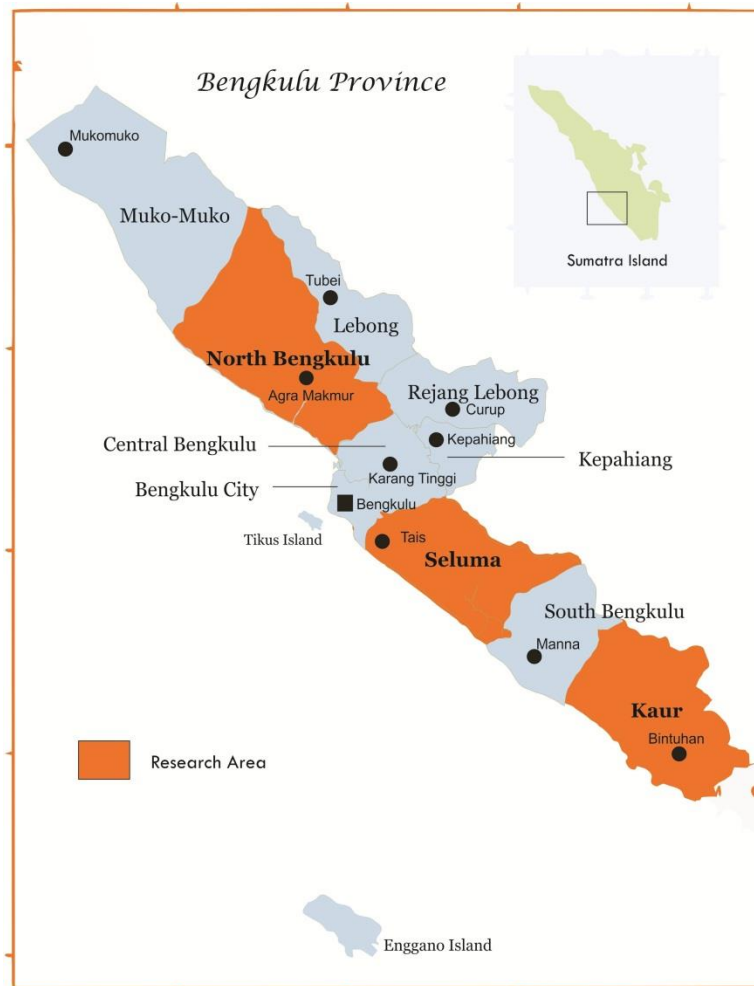 Bengkulu Province
Mukomuko
Muko-Muko
Sumatra Island
Tubei
Lebong
North Bengkulu
Agra Makmur
Rejang Lebong
Curup
Central Bengkulu
Kepahiang
Kepahiang
Karang Tinggi
Bengkulu City
Bengkulu
Tikus Island
Tais
Seluma
South Bengkulu
Manna
Kaur
Bintuhan
Research Area
Enggano Island